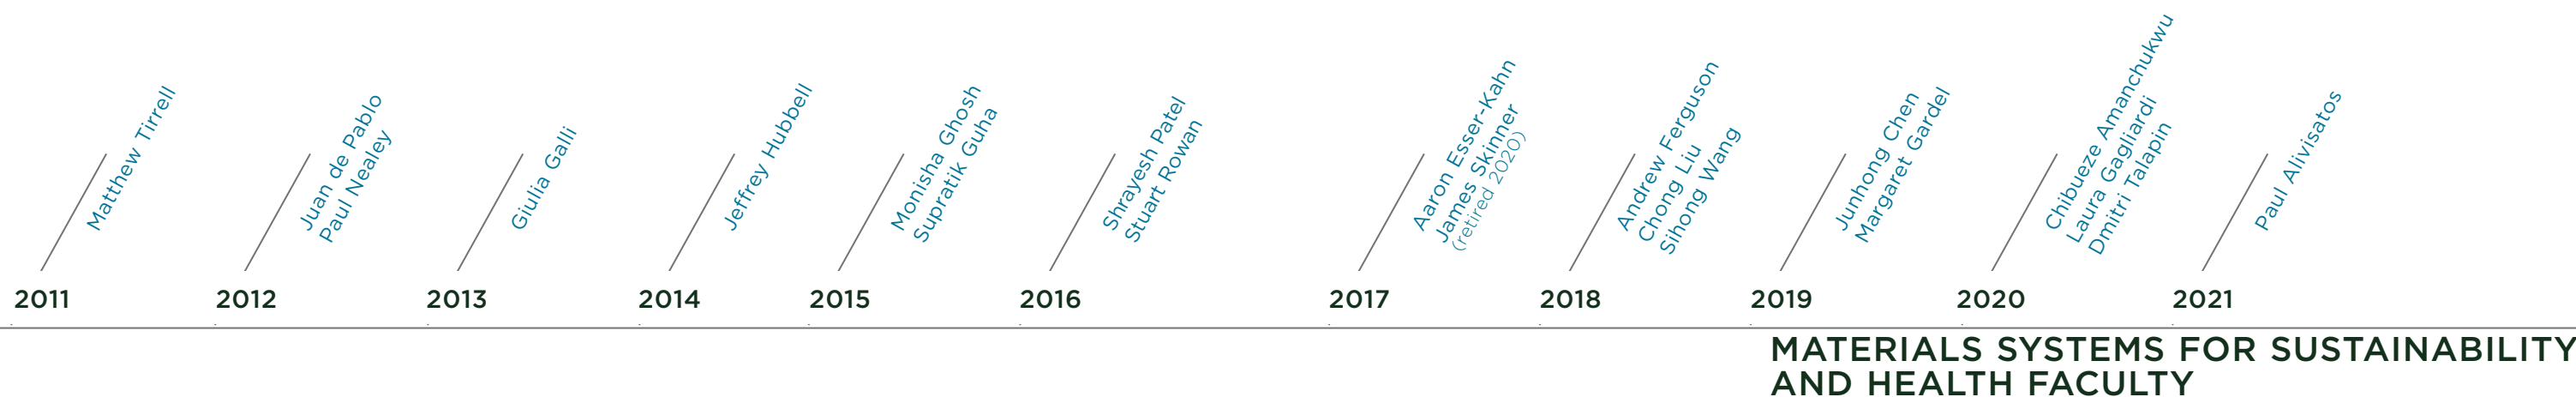 Matthew Tirrell
Juan de Pablo
Paul Nealey
Giulia Galli
Jeffrey Hubbell
Monisha Ghosh
Supratik Guha
Shrayesh Patel
Stuart Rowan
Aaron Esser-Kahn
James Skinner
(retired 2020)
Andrew Ferguson
Chong Liu
Sihong Wang
Junhong Chen
Margaret Gardel
Chibueze Amanchukwu
Laura Gagliardi
Dmitri Talapin
Paul Alivisatos
2011
2012
2013
2014
2015
2016
2017
2018
2019
2020
2021
MATERIALS SYSTEMS FOR SUSTAINABILITY
AND HEALTH FACULTY